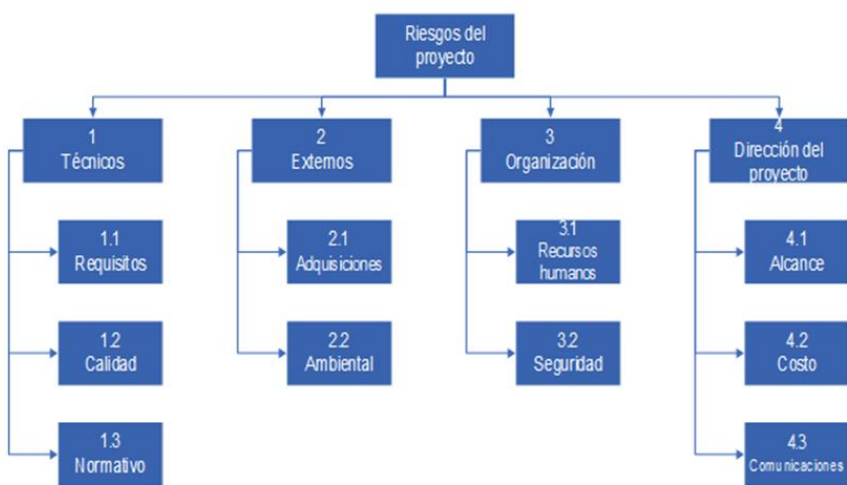 Riesgos del
proyecto
1
Técnicos
2
Externos
3
Organización
4
Dirección del
proyecto
1.1
Requisitos
2.1
Adquisiciones
3.1
Recursos
humanos
4.1
Alcance
1.2
Calidad
2.2
Ambiental
3.2
Seguridad
4.2
Costo
1.3
Normativo
4.3
Comunicaciones